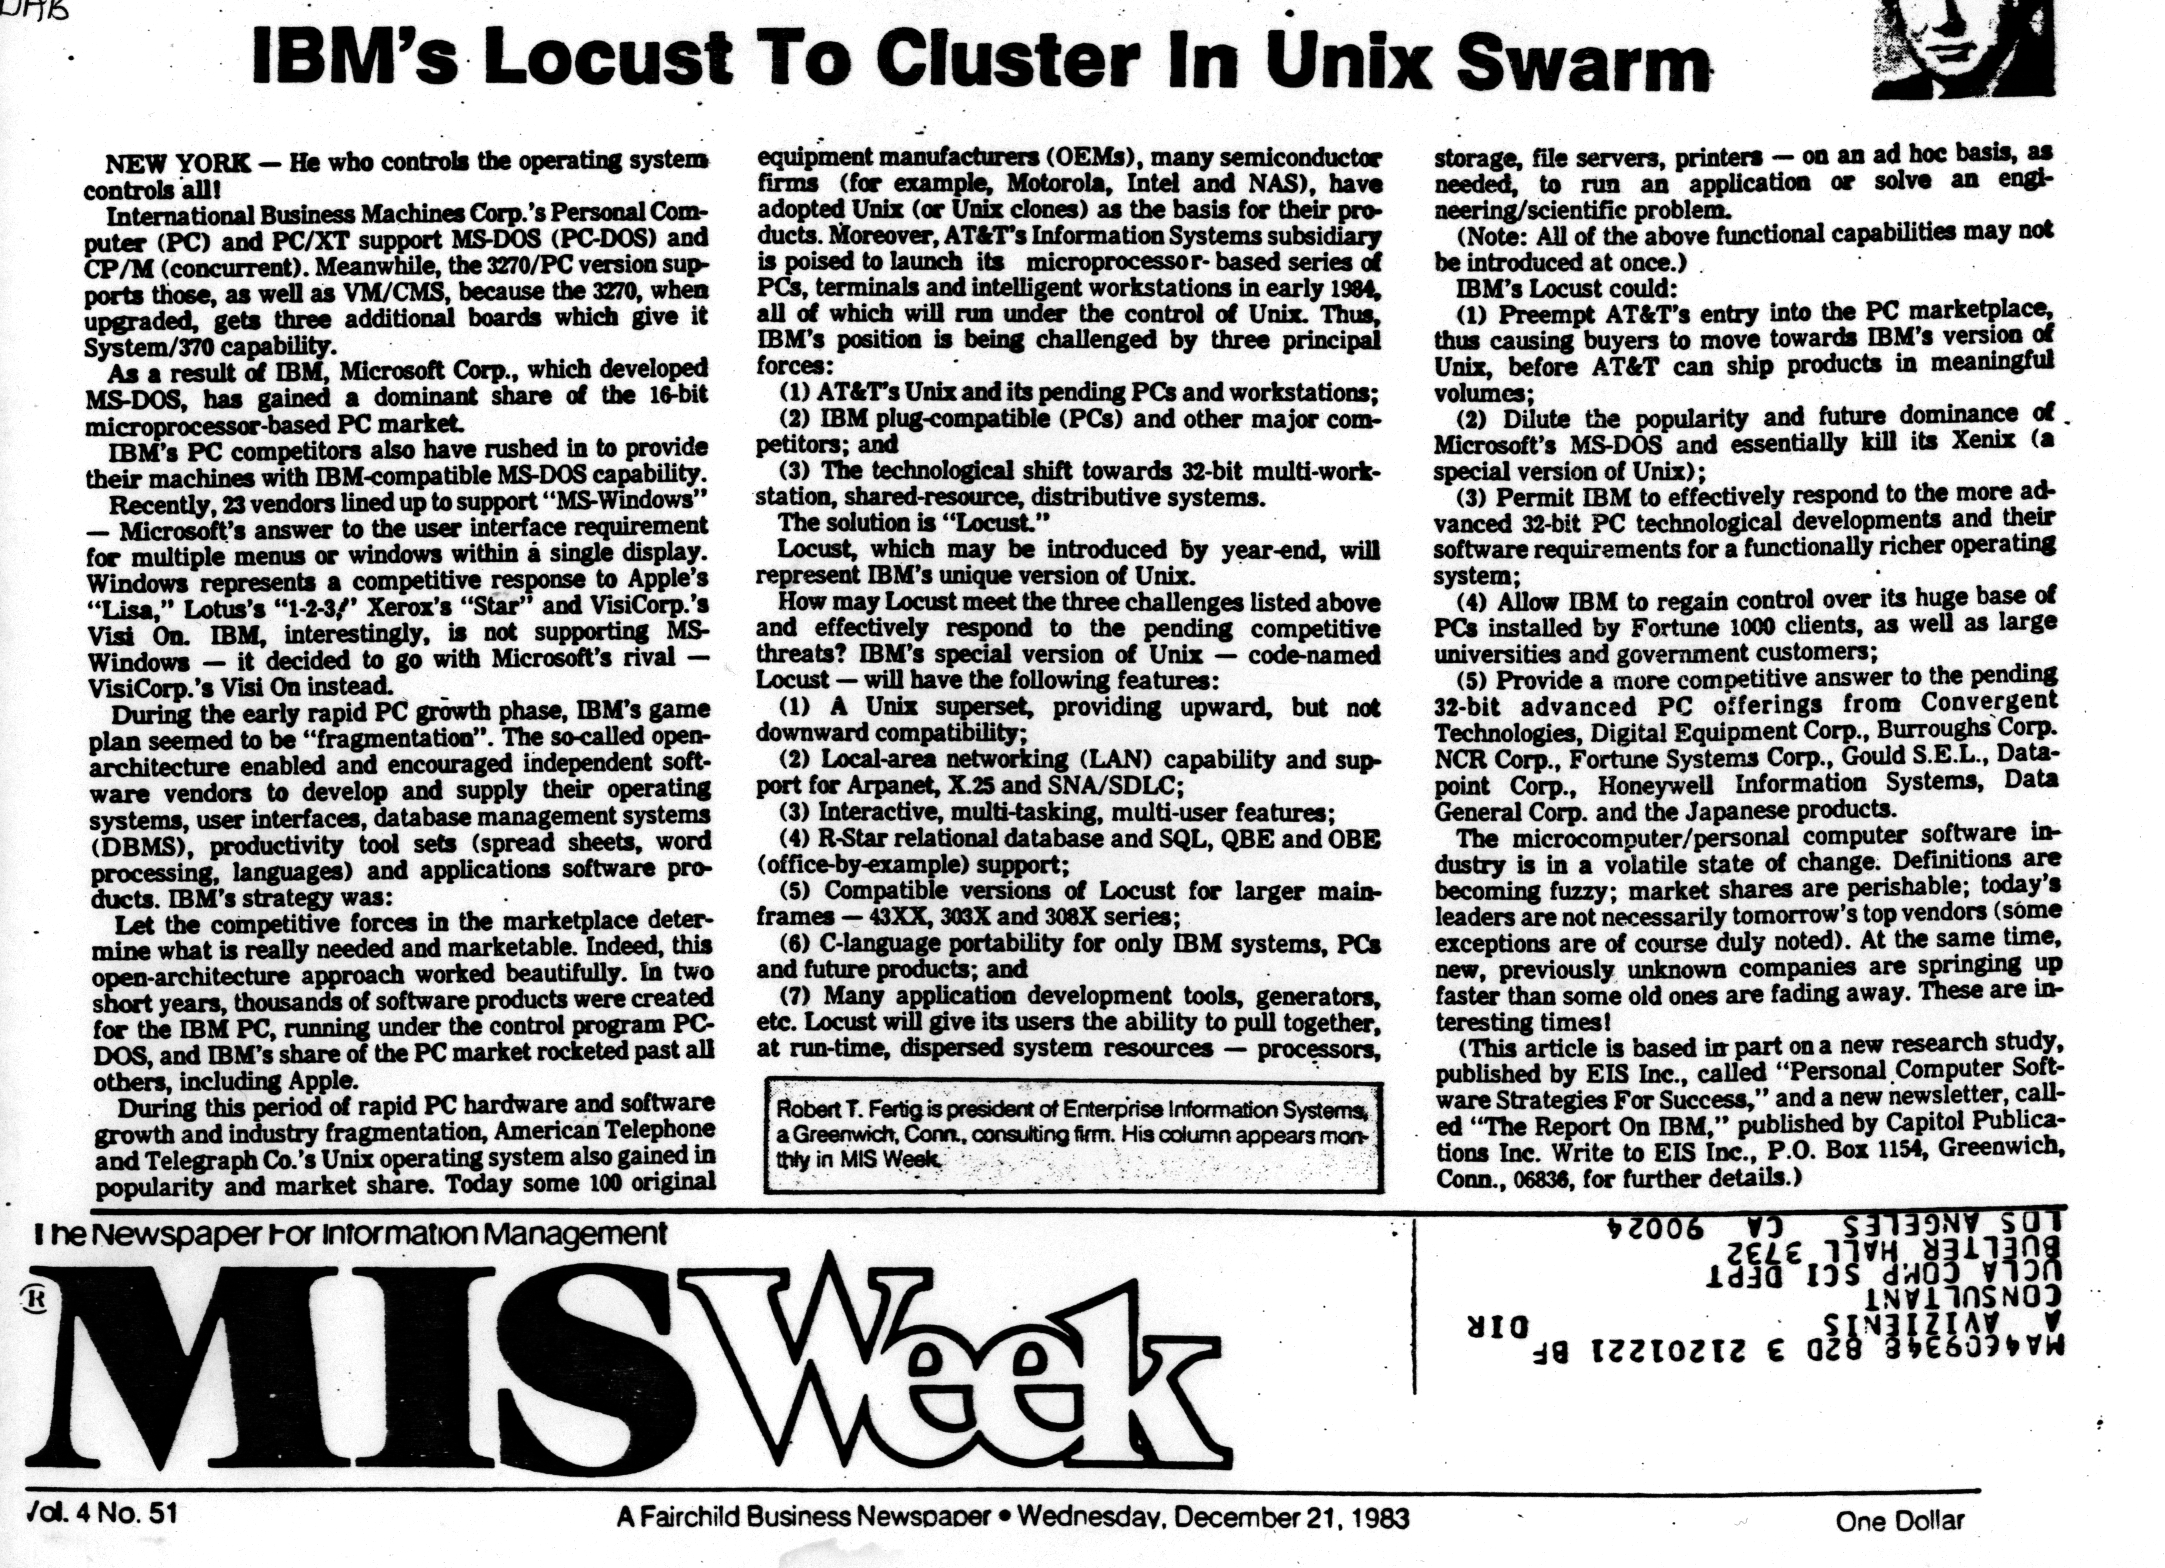 DAB
IBM's Locust To Cluster In Unix Swarm
NEW YORK — He who controls the operating system
controls all!
International Business Machines Corp.'s Personal Com-
puter (PC) and PC/XT support MS-DOS (PC-DOS) and
CP/M (concurrent). Meanwhile, the 3270/PC version sup-
ports those, as well as VM/CMS, because the 3270, when
upgraded, gets three additional boards which give it
System/370 capability.
As a result of IBM, Microsoft Corp., which developed
MS-DOS, has gained a dominant share of the 16-bit
microprocessor-based PC market.
IBM's PC competitors also have rushed in to provide
their machines with IBM-compatible MS-DOS capability.
Recently, 23 vendors lined up to support "MS-Windows"
— Microsoft's answer to the user interface requirement
for multiple menus or windows within a single display.
Windows represents a competitive response to Apple's
"Lisa," Lotus's "1-2-3," Xerox's "Star" and VisiCorp.'s
Visi On. IBM, interestingly, is not supporting MS-
Windows — it decided to go with Microsoft's rival —
VisiCorp.'s Visi On instead.
During the early rapid PC growth phase, IBM's game
plan seemed to be "fragmentation". The so-called open-
architecture enabled and encouraged independent soft-
ware vendors to develop and supply their operating
systems, user interfaces, database management systems
(DBMS), productivity tool sets (spread sheets, word
processing, languages) and applications software pro-
ducts. IBM's strategy was:
Let the competitive forces in the marketplace deter-
mine what is really needed and marketable. Indeed, this
open-architecture approach worked beautifully. In two
short years, thousands of software products were created
for the IBM PC, running under the control program PC-
DOS, and IBM's share of the PC market rocketed past all
others, including Apple.
During this period of rapid PC hardware and software
growth and industry fragmentation, American Telephone
and Telegraph Co.'s Unix operating system also gained in
popularity and market share. Today some 100 original
equipment manufacturers (OEMs), many semiconductor
firms (for example, Motorola, Intel and NAS), have
adopted Unix (or Unix clones) as the basis for their pro-
ducts. Moreover, AT&T's Information Systems subsidiary
is poised to launch its microprocessor-based series of
PCs, terminals and intelligent workstations in early 1984,
all of which will run under the control of Unix. Thus,
IBM's position is being challenged by three principal
forces:
(1) AT&T's Unix and its pending PCs and workstations;
(2) IBM plug-compatible (PCs) and other major com-
petitors; and
(3) The technological shift towards 32-bit multi-work-
station, shared-resource, distributive systems.
The solution is "Locust."
Locust, which may be introduced by year-end, will
represent IBM's unique version of Unix.
How may Locust meet the three challenges listed above
and effectively respond to the pending competitive
threats? IBM's special version of Unix — code-named
Locust — will have the following features:
(1) A Unix superset, providing upward, but not
downward compatibility;
(2) Local-area networking (LAN) capability and sup-
port for Arpanet, X.25 and SNA/SDLC;
(3) Interactive, multi-tasking, multi-user features;
(4) R-Star relational database and SQL, QBE and OBE
(office-by-example) support;
(5) Compatible versions of Locust for larger main-
frames — 43XX, 303X and 308X series;
(6) C-language portability for only IBM systems, PCs
and future products; and
(7) Many application development tools, generators,
etc. Locust will give its users the ability to pull together,
at run-time, dispersed system resources — processors,
Robert T. Fertig is president of Enterprise Information Systems,
a Greenwich, Conn., consulting firm. His column appears mon-
thly in MIS Week.
storage, file servers, printers — on an ad hoc basis, as
needed, to run an application or solve an engi-
neering/scientific problem.
(Note: All of the above functional capabilities may not
be introduced at once.)
IBM's Locust could:
(1) Preempt AT&T's entry into the PC marketplace,
thus causing buyers to move towards IBM's version of
Unix, before AT&T can ship products in meaningful
volumes;
(2) Dilute the popularity and future dominance of
Microsoft's MS-DOS and essentially kill its Xenix (a
special version of Unix);
(3) Permit IBM to effectively respond to the more ad-
vanced 32-bit PC technological developments and their
software requirements for a functionally richer operating
system;
(4) Allow IBM to regain control over its huge base of
PCs installed by Fortune 1000 clients, as well as large
universities and government customers;
(5) Provide a more competitive answer to the pending
32-bit advanced PC offerings from Convergent
Technologies, Digital Equipment Corp., Burroughs Corp.
NCR Corp., Fortune Systems Corp., Gould S.E.L., Data-
point Corp., Honeywell Information Systems, Data
General Corp. and the Japanese products.
The microcomputer/personal computer software in-
dustry is in a volatile state of change. Definitions are
becoming fuzzy; market shares are perishable; today's
leaders are not necessarily tomorrow's top vendors (some
exceptions are of course duly noted). At the same time,
new, previously unknown companies are springing up
faster than some old ones are fading away. These are in-
teresting times!
(This article is based in part on a new research study,
published by EIS Inc., called "Personal Computer Soft-
ware Strategies For Success," and a new newsletter, call-
ed "The Report On IBM," published by Capitol Publica-
tions Inc. Write to EIS Inc., P.O. Box 1154, Greenwich,
Conn., 06836, for further details.)
The Newspaper For Information Management
MISWeek
®
MA4609348 82D 3 21201221 BF
A AVIZIENIS DIR
CONSULTANT
UCLA COMP SCI DEPT
BUELTER HALL 3732
LOS ANGELES CA 90024
Vol. 4 No. 51
A Fairchild Business Newspaper • Wednesday, December 21, 1983
One Dollar